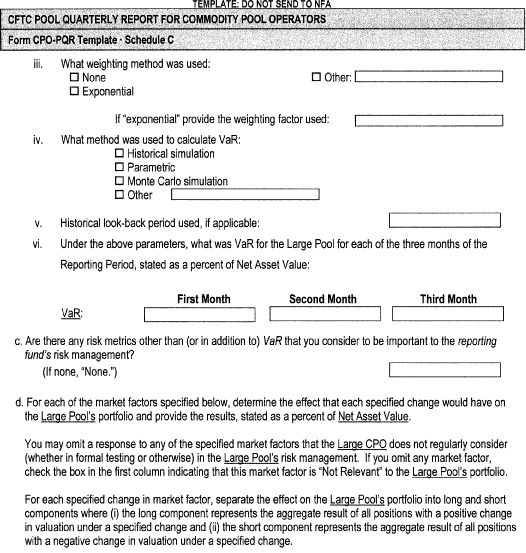 TEMPLATE: DO NOT SEND TO NFA
CFTC POOL QUARTERLY REPORT FOR COMMODITY POOL OPERATORS
Form CPO-PQR Template · Schedule C
iii. What weighting method was used:
None Other:
Exponential
If "exponential" provide the weighting factor used:
iv. What method was used to calculate VaR:
Historical simulation
Parametric
Monte Carlo simulation
Other
v. Historical look-back period used, if applicable:
vi. Under the above parameters, what was VaR for the Large Pool for each of the three months of the
Reporting Period, stated as a percent of Net Asset Value:
First Month Second Month Third Month
VaR:
c. Are there any risk metrics other than (or in addition to) VaR that you consider to be important to the reporting
fund's risk management?
(If none, "None.")
d. For each of the market factors specified below, determine the effect that each specified change would have on
the Large Pool's portfolio and provide the results, stated as a percent of Net Asset Value.
You may omit a response to any of the specified market factors that the Large CPO does not regularly consider
(whether in formal testing or otherwise) in the Large Pool's risk management. If you omit any market factor,
check the box in the first column indicating that this market factor is "Not Relevant" to the Large Pool's portfolio.
For each specified change in market factor, separate the effect on the Large Pool's portfolio into long and short
components where (i) the long component represents the aggregate result of all positions with a positive change
in valuation under a specified change and (ii) the short component represents the aggregate result of all positions
with a negative change in valuation under a specified change.